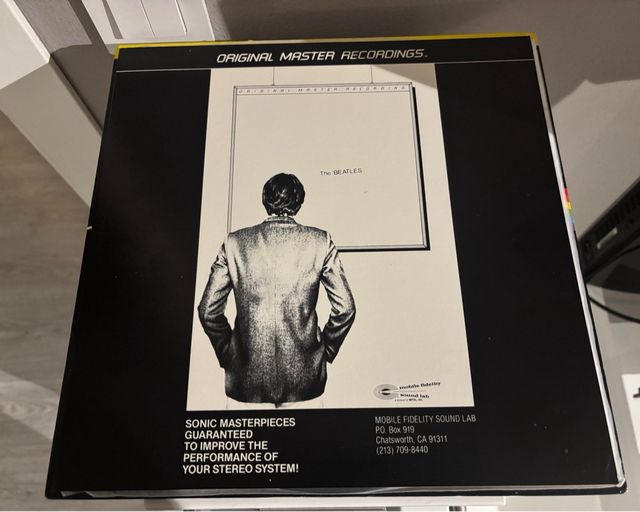 ORIGINAL MASTER RECORDINGS™
ORIGINAL MASTER RECORDING
The BEATLES
mobile fidelity
sound lab
SONIC MASTERPIECES
GUARANTEED
TO IMPROVE THE
PERFORMANCE OF
YOUR STEREO SYSTEM!
MOBILE FIDELITY SOUND LAB
P.O. Box 919
Chatsworth, CA 91311
(213) 709-8440